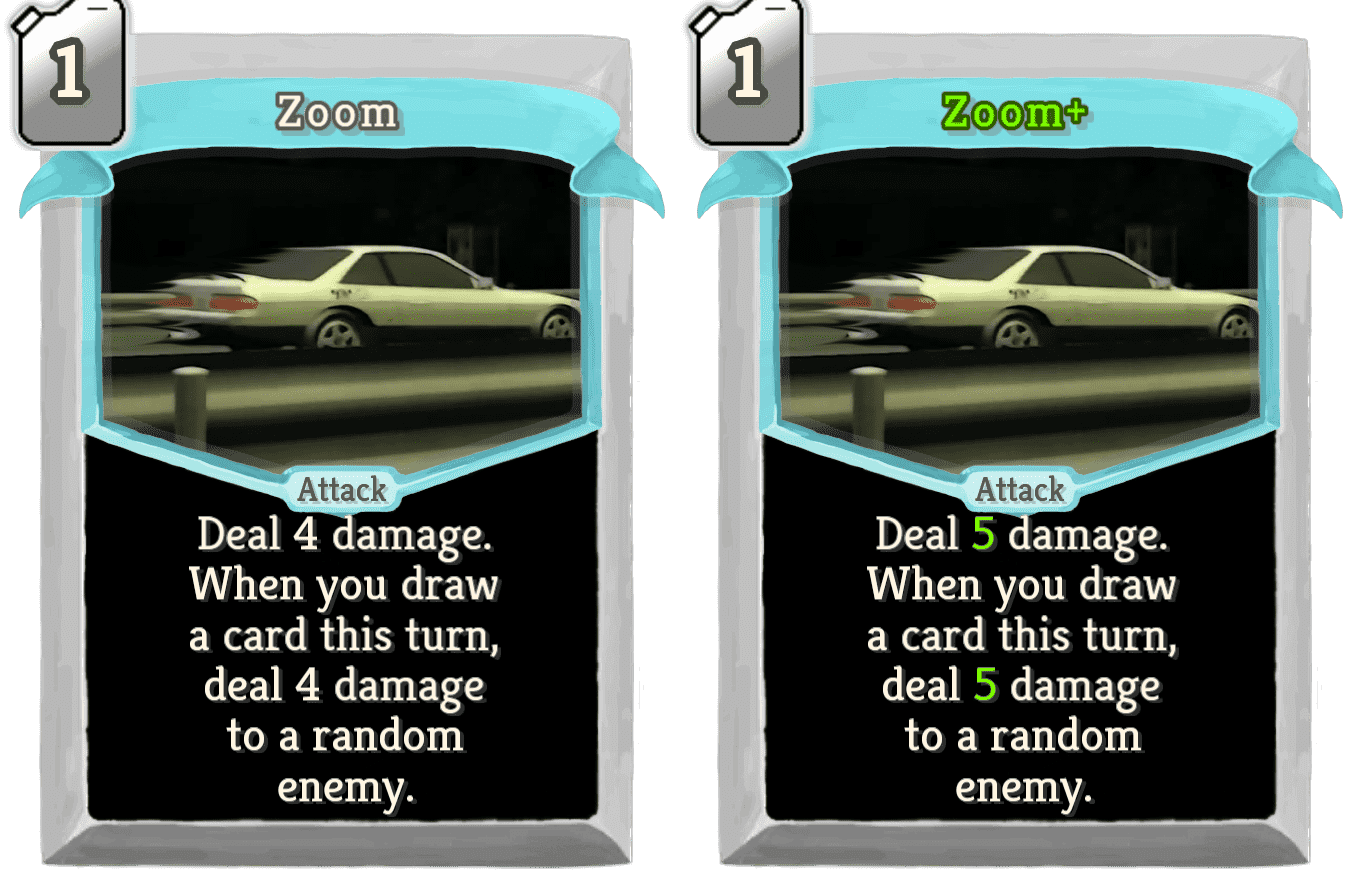 1
Zoom
Attack
Deal 4 damage.
When you draw
a card this turn,
deal 4 damage
to a random
enemy.
1
Zoom+
Attack
Deal 5 damage.
When you draw
a card this turn,
deal 5 damage
to a random
enemy.